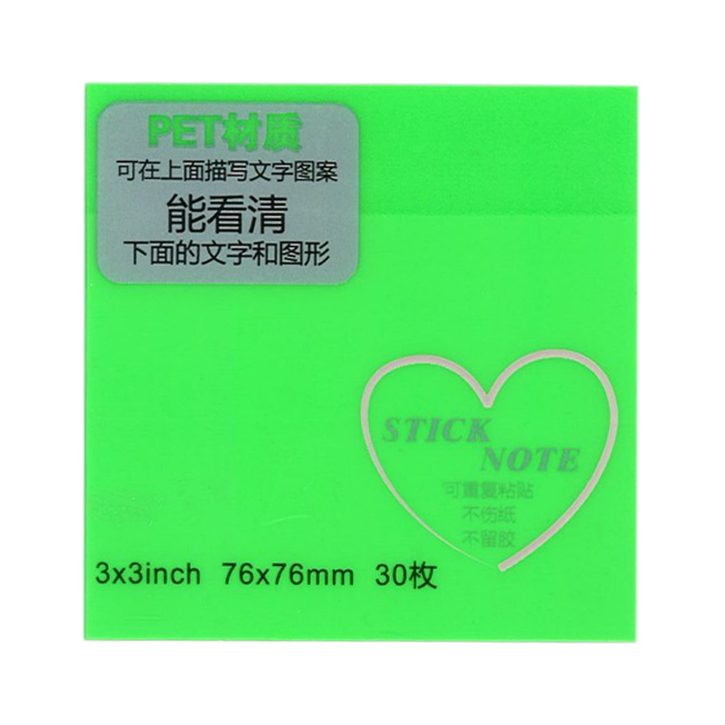 PET材质
可在上面描写文字图案
能看清
下面的文字和图形
STICK
NOTE
可重复粘贴
不伤纸
不留胶
3x3inch 76x76mm 30枚